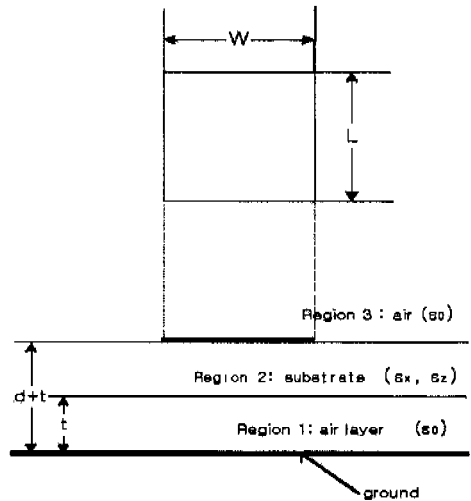 W
L
Region 3 : air (ε0)
Region 2: substrate (εx, εz)
d+t
t
Region 1: air layer (ε0)
ground